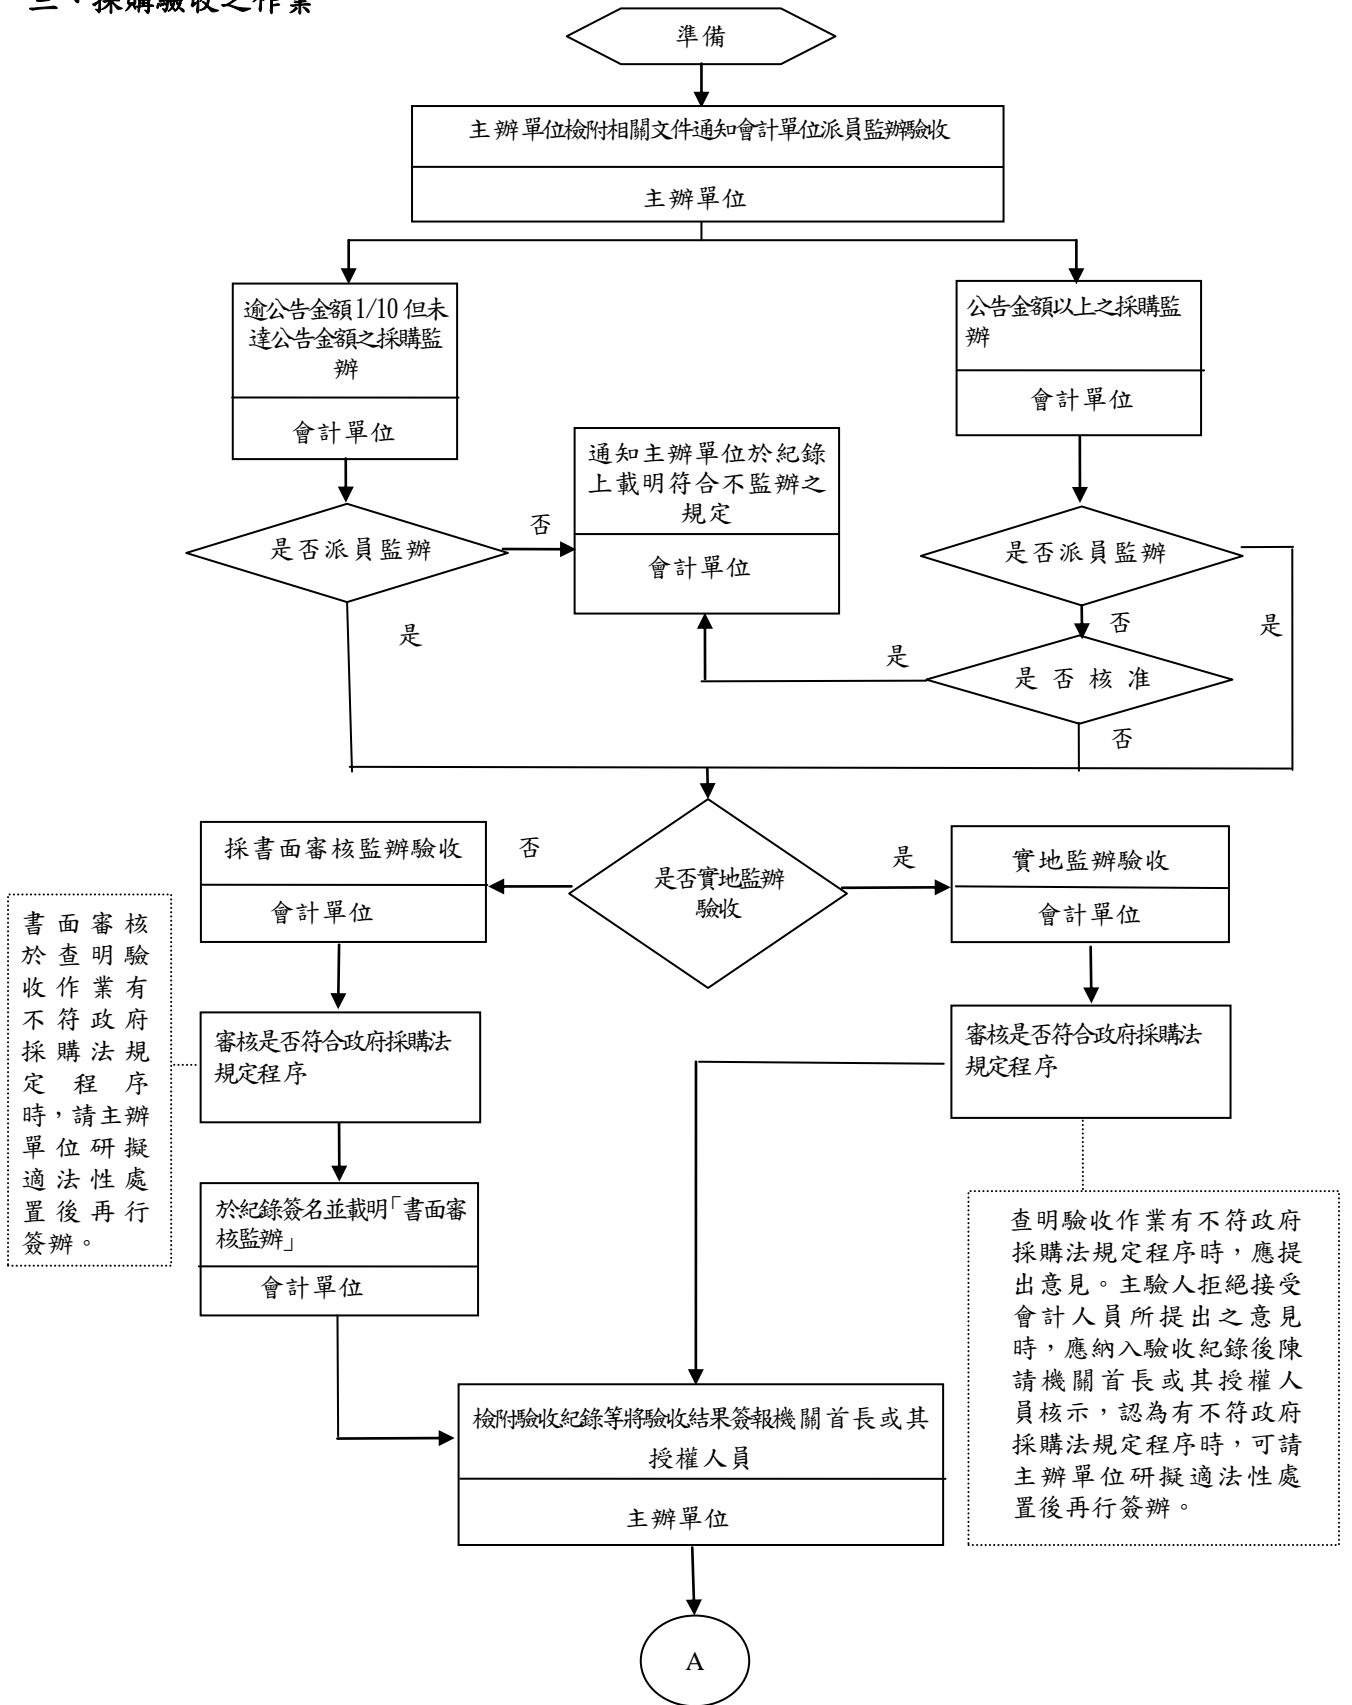 三、採購驗收之作業
準備
主辦單位檢附相關文件通知會計單位派員監辦驗收
主辦單位
逾公告金額1/10但未
達公告金額之採購監
辦
會計單位
公告金額以上之採購監
辦
會計單位
通知主辦單位於紀錄
上載明符合不監辦之
規定
會計單位
是否派員監辦
否
是
是否派員監辦
否
是
是否核准
是
否
是否實地監辦
驗收
否
是
採書面審核監辦驗收
會計單位
實地監辦驗收
會計單位
書面審核
於查明驗
收作業有
不符政府
採購法規
定程序
時，請主辦
單位研擬
適法性處
置後再行
簽辦。
審核是否符合政府採購法
規定程序
審核是否符合政府採購法
規定程序
於紀錄簽名並載明「書面審
核監辦」
會計單位
查明驗收作業有不符政府
採購法規定程序時，應提
出意見。主驗人拒絕接受
會計人員所提出之意見
時，應納入驗收紀錄後陳
請機關首長或其授權人
員核示，認為有不符政府
採購法規定程序時，可請
主辦單位研擬適法性處
置後再行簽辦。
檢附驗收紀錄等將驗收結果簽報機關首長或其
授權人員
主辦單位
A